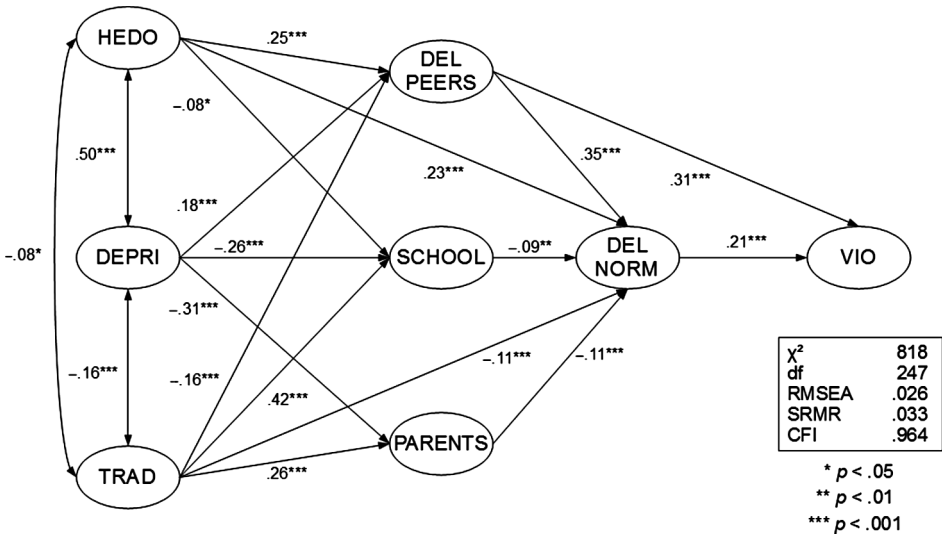 HEDO
.25***
DEL
PEERS
–.08*
.50***
.35***
.23***
.31***
.18***
–.08*
DEPRI
–.26***
SCHOOL
–.09**
DEL
NORM
.21***
VIO
–.31***
–.16***
–.16***
.42***
–.11***
–.11***
TRAD
.26***
PARENTS
χ² 818
df 247
RMSEA .026
SRMR .033
CFI .964
* p < .05
** p < .01
*** p < .001